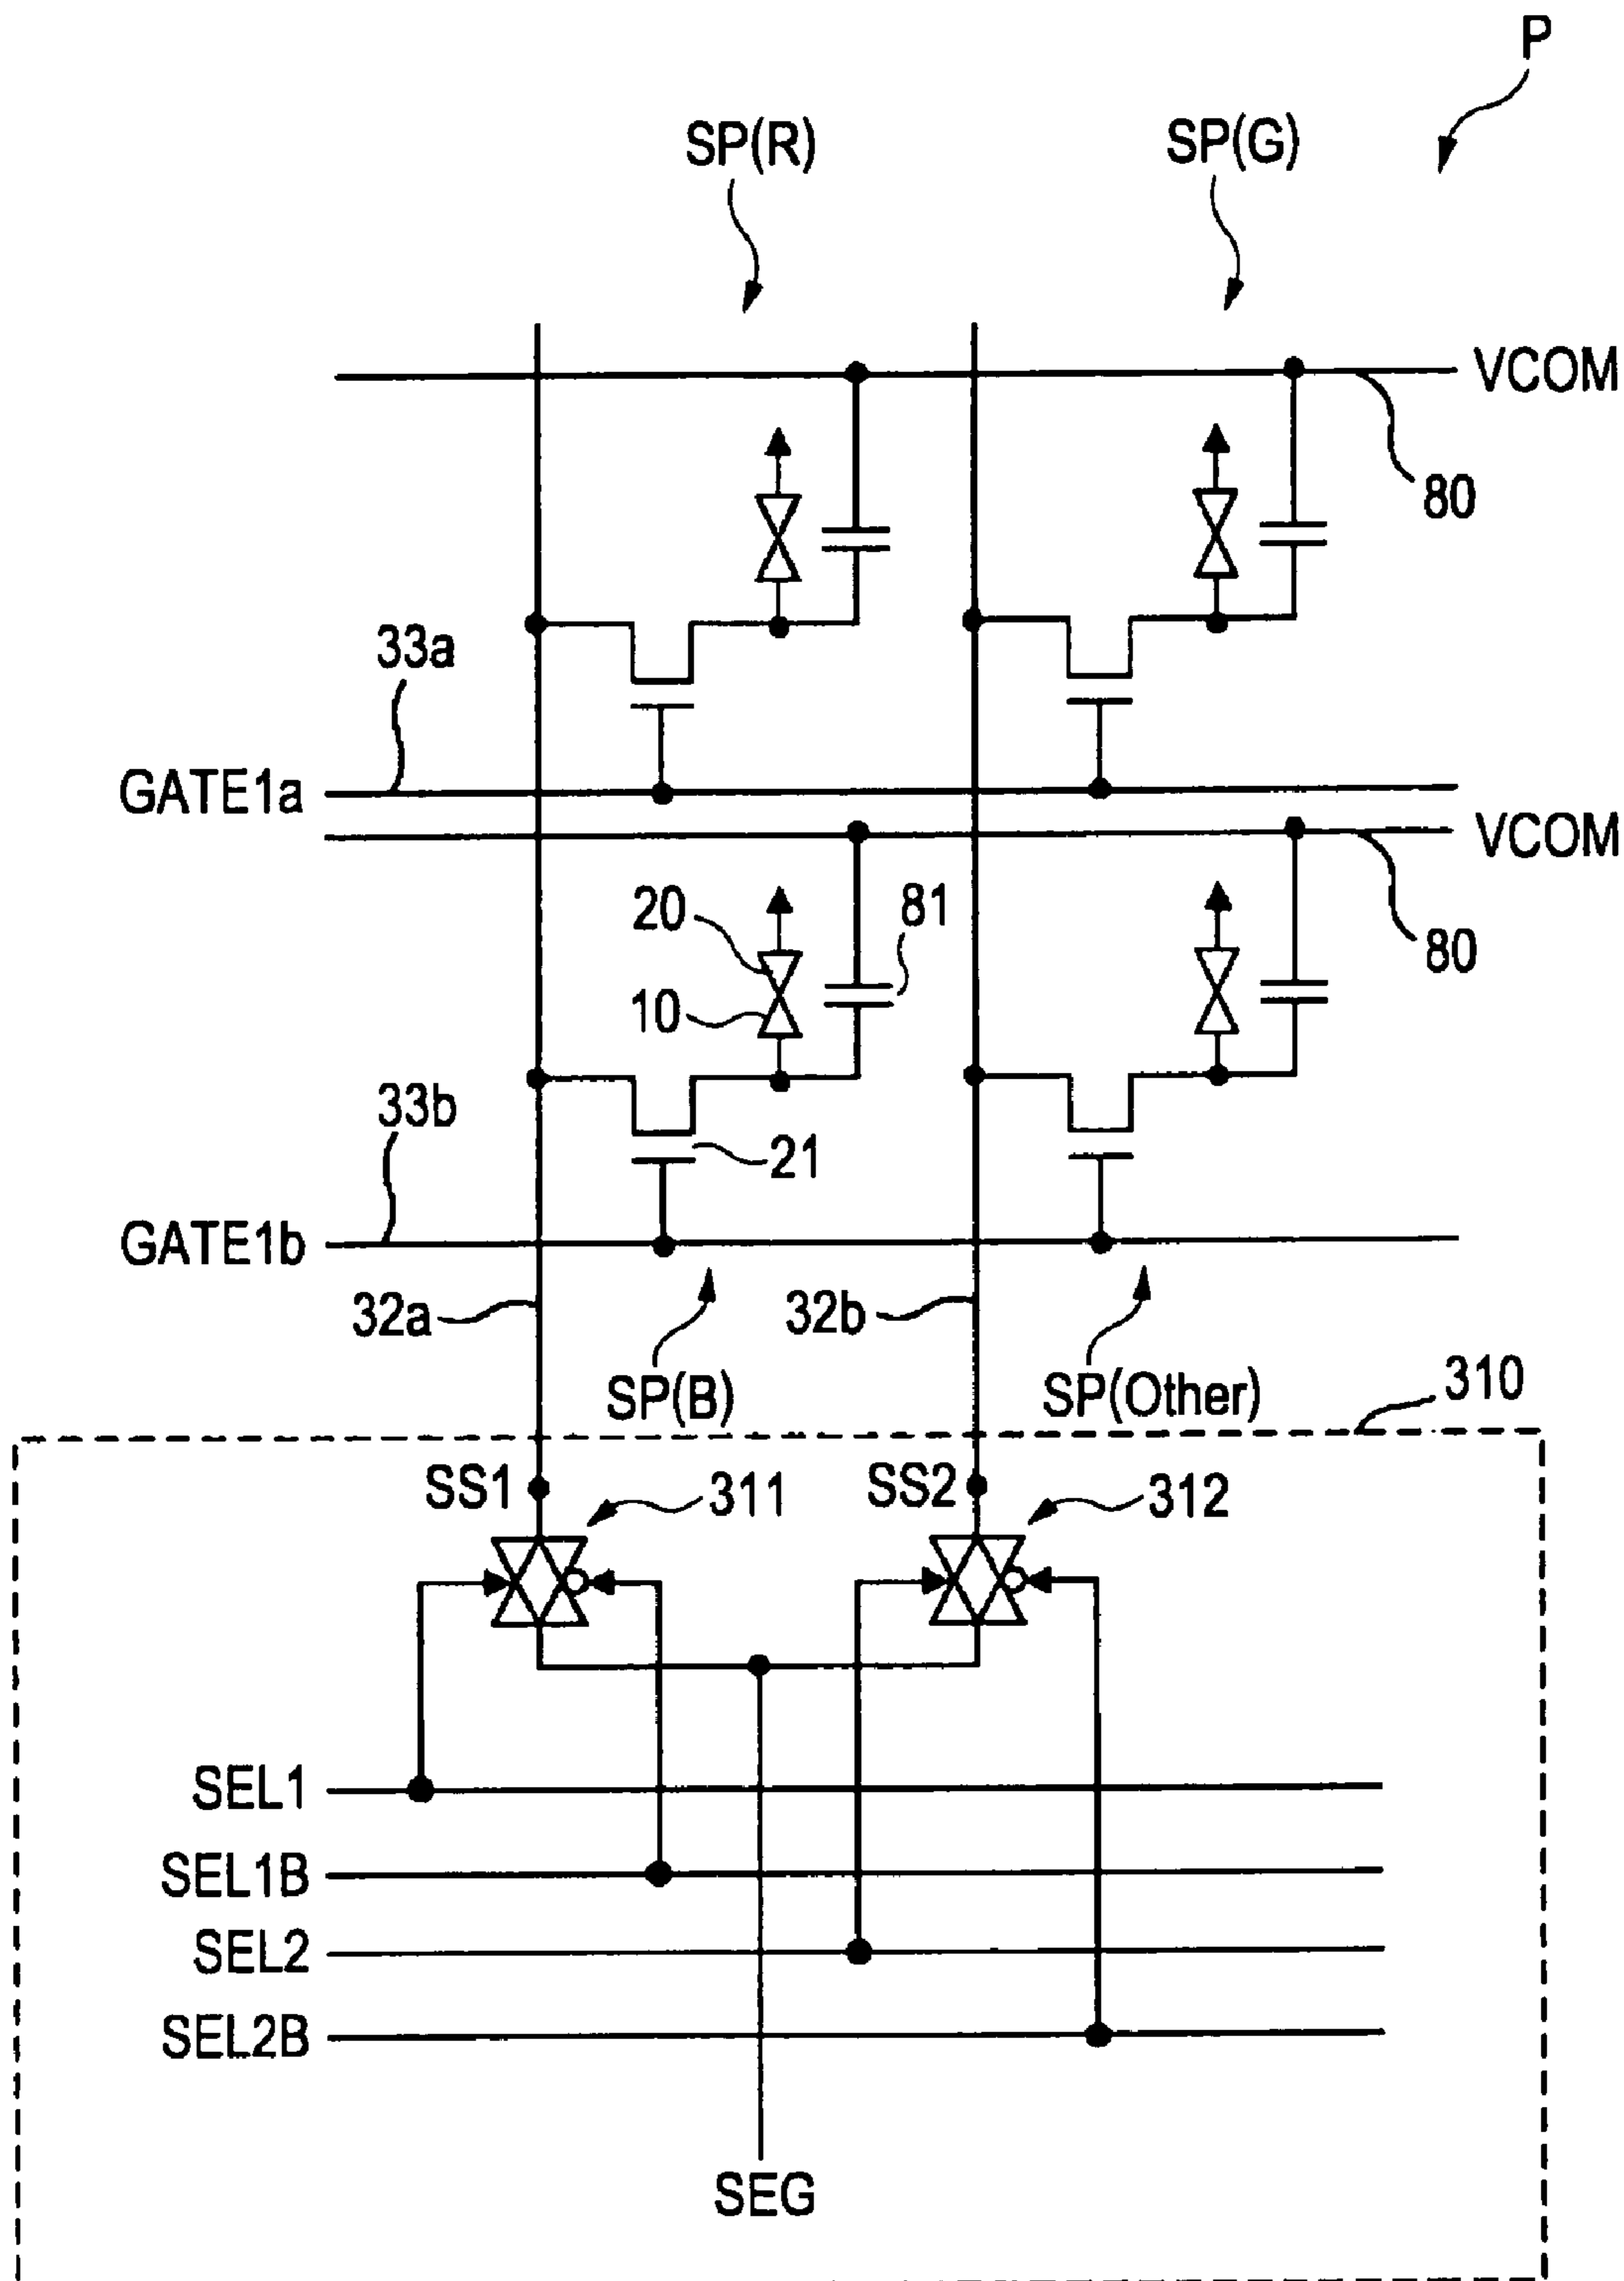 P
SP(R)
SP(G)
VCOM
80
33a
GATE1a
VCOM
20
81
80
10
33b
21
GATE1b
32a
32b
SP(B)
SP(Other)
310
SS1
311
SS2
312
SEL1
SEL1B
SEL2
SEL2B
SEG